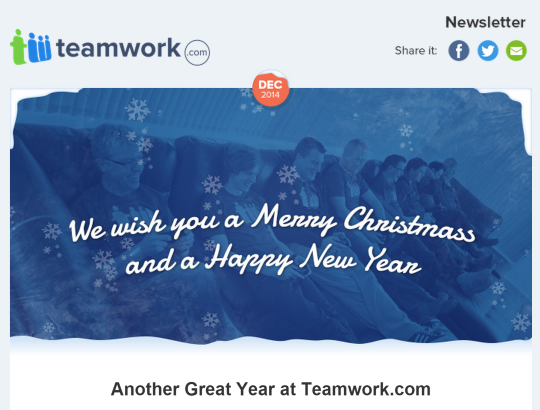 Newsletter
teamwork.com
Share it:
DEC
2014
We wish you a Merry Christmass
and a Happy New Year
Another Great Year at Teamwork.com